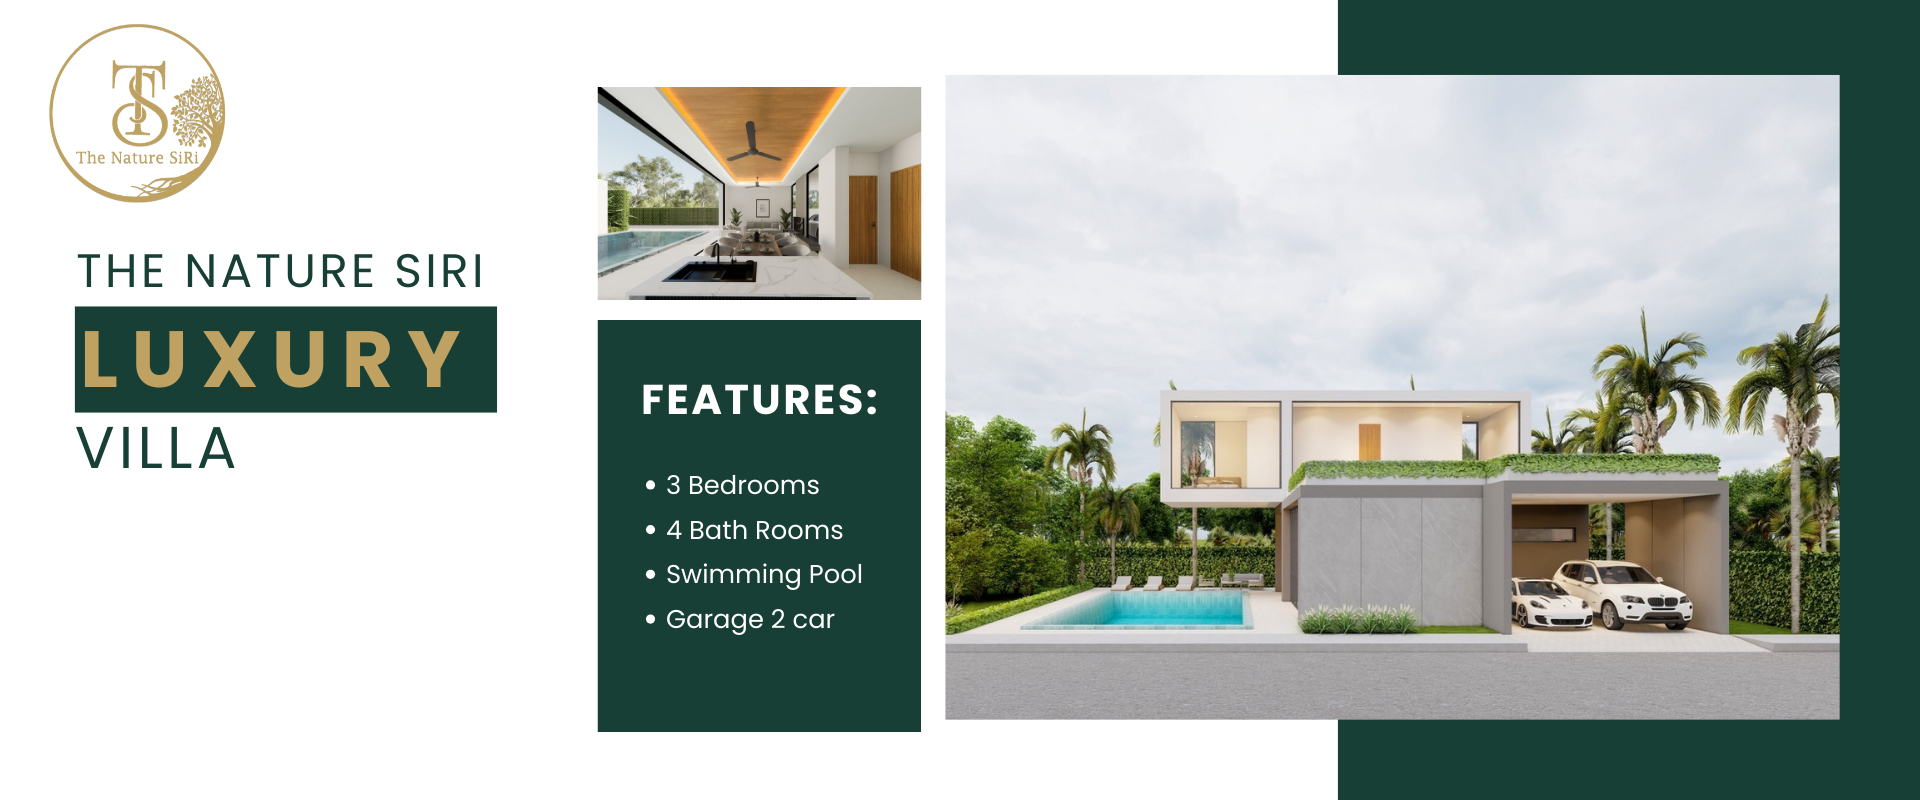 TS
The Nature SiRi
THE NATURE SIRI
LUXURY
VILLA
FEATURES:
• 3 Bedrooms
• 4 Bath Rooms
• Swimming Pool
• Garage 2 car